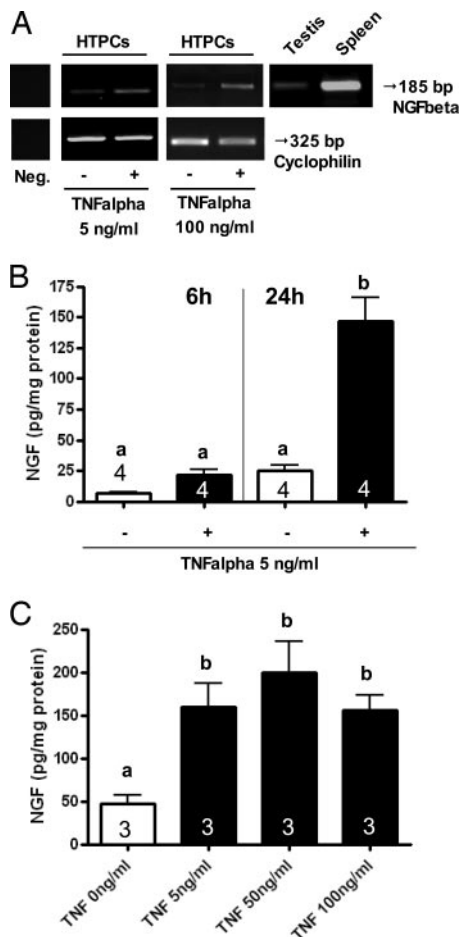 A
HTPCs HTPCs Testis Spleen
→185 bp
NGFbeta
→325 bp
Cyclophilin
Neg. - + - +
TNFalpha TNFalpha
5 ng/ml 100 ng/ml
B
NGF (pg/mg protein)
175
150
125
100
75
50
25
0
6h 24h
a a a b
4 4 4 4
- + - +
TNFalpha 5 ng/ml
C
NGF (pg/mg protein)
250
200
150
100
50
0
a b b b
3 3 3 3
TNF 0ng/ml TNF 5ng/ml TNF 50ng/ml TNF 100ng/ml